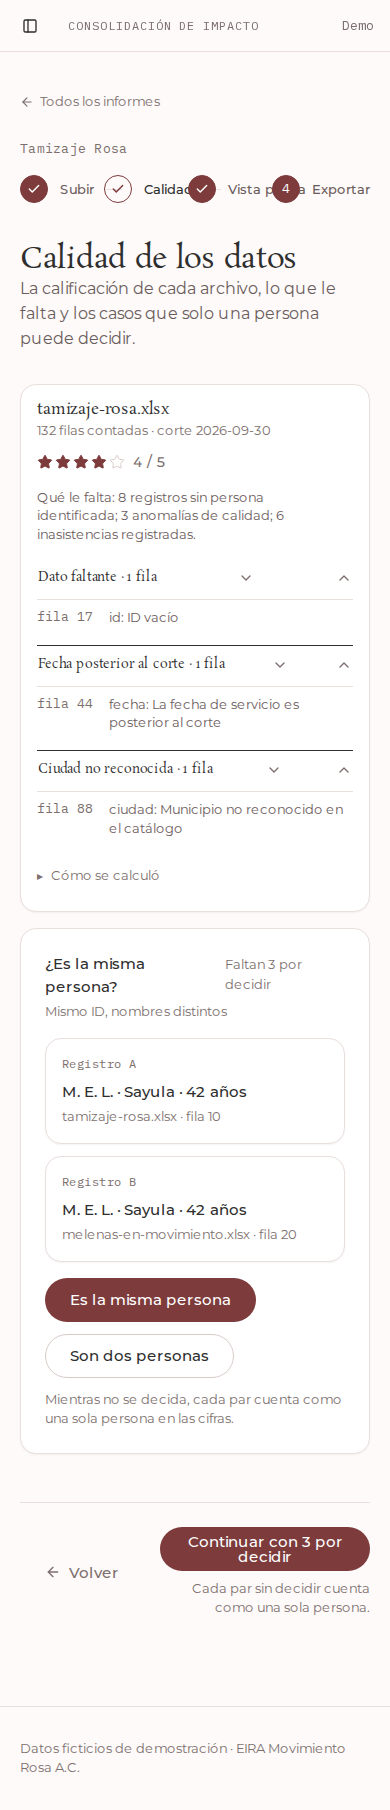 CONSOLIDACIÓN DE IMPACTO
Demo
← Todos los informes
Tamizaje Rosa
Subir
Calidad
Vista p
a
4
Exportar
Calidad de los datos
La calificación de cada archivo, lo que le
falta y los casos que solo una persona
puede decidir.
tamizaje-rosa.xlsx
132 filas contadas · corte 2026-09-30
4 / 5
Qué le falta: 8 registros sin persona
identificada; 3 anomalías de calidad; 6
inasistencias registradas.
Dato faltante · 1 fila
fila 17 id: ID vacío
Fecha posterior al corte · 1 fila
fila 44 fecha: La fecha de servicio es
posterior al corte
Ciudad no reconocida · 1 fila
fila 88 ciudad: Municipio no reconocido en
el catálogo
▸ Cómo se calculó
¿Es la misma
persona?
Faltan 3 por
decidir
Mismo ID, nombres distintos
Registro A
M. E. L. · Sayula · 42 años
tamizaje-rosa.xlsx · fila 10
Registro B
M. E. L. · Sayula · 42 años
melenas-en-movimiento.xlsx · fila 20
Es la misma persona
Son dos personas
Mientras no se decida, cada par cuenta como
una sola persona en las cifras.
← Volver
Continuar con 3 por
decidir
Cada par sin decidir cuenta
como una sola persona.
Datos ficticios de demostración · EIRA Movimiento
Rosa A.C.